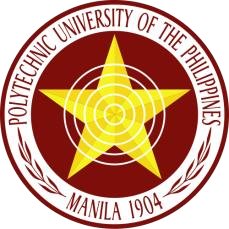 POLYTECHNIC UNIVERSITY OF THE PHILIPPINES
MANILA 1904